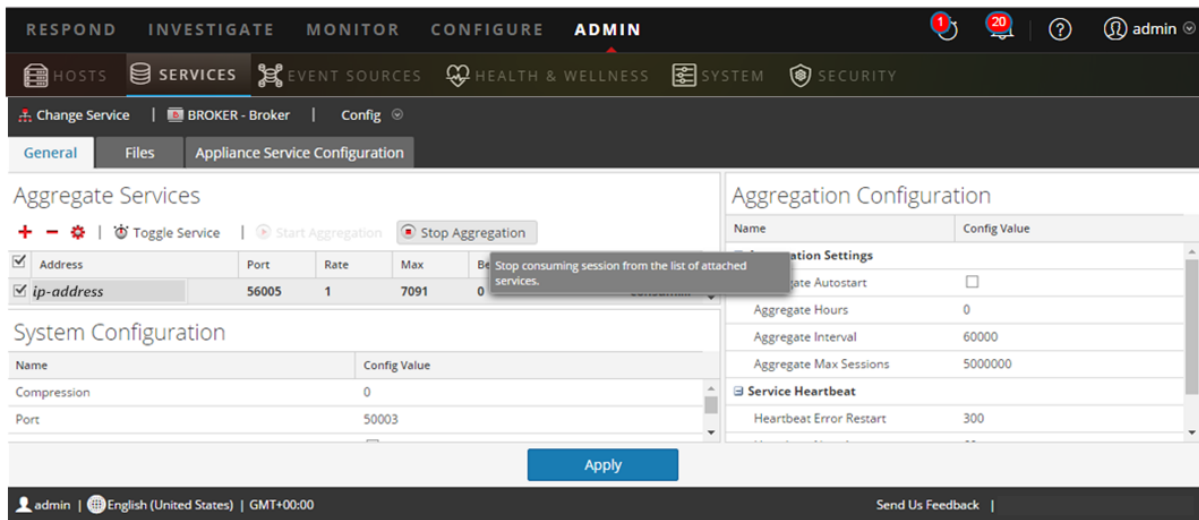 RESPOND INVESTIGATE MONITOR CONFIGURE ADMIN 1 20 ? admin
HOSTS SERVICES EVENT SOURCES HEALTH & WELLNESS SYSTEM SECURITY
Change Service | BROKER - Broker | Config
General Files Appliance Service Configuration
Aggregate Services
Toggle Service | Start Aggregation Stop Aggregation
Address Port Rate Max Be
ip-address 56005 1 7091 0
Stop consuming session from the list of attached
services.
System Configuration
Name Config Value
Compression 0
Port 50003
Aggregation Configuration
Name Config Value
ation Settings
gate Autostart
Aggregate Hours 0
Aggregate Interval 60000
Aggregate Max Sessions 5000000
Service Heartbeat
Heartbeat Error Restart 300
Apply
admin | English (United States) | GMT+00:00 Send Us Feedback |